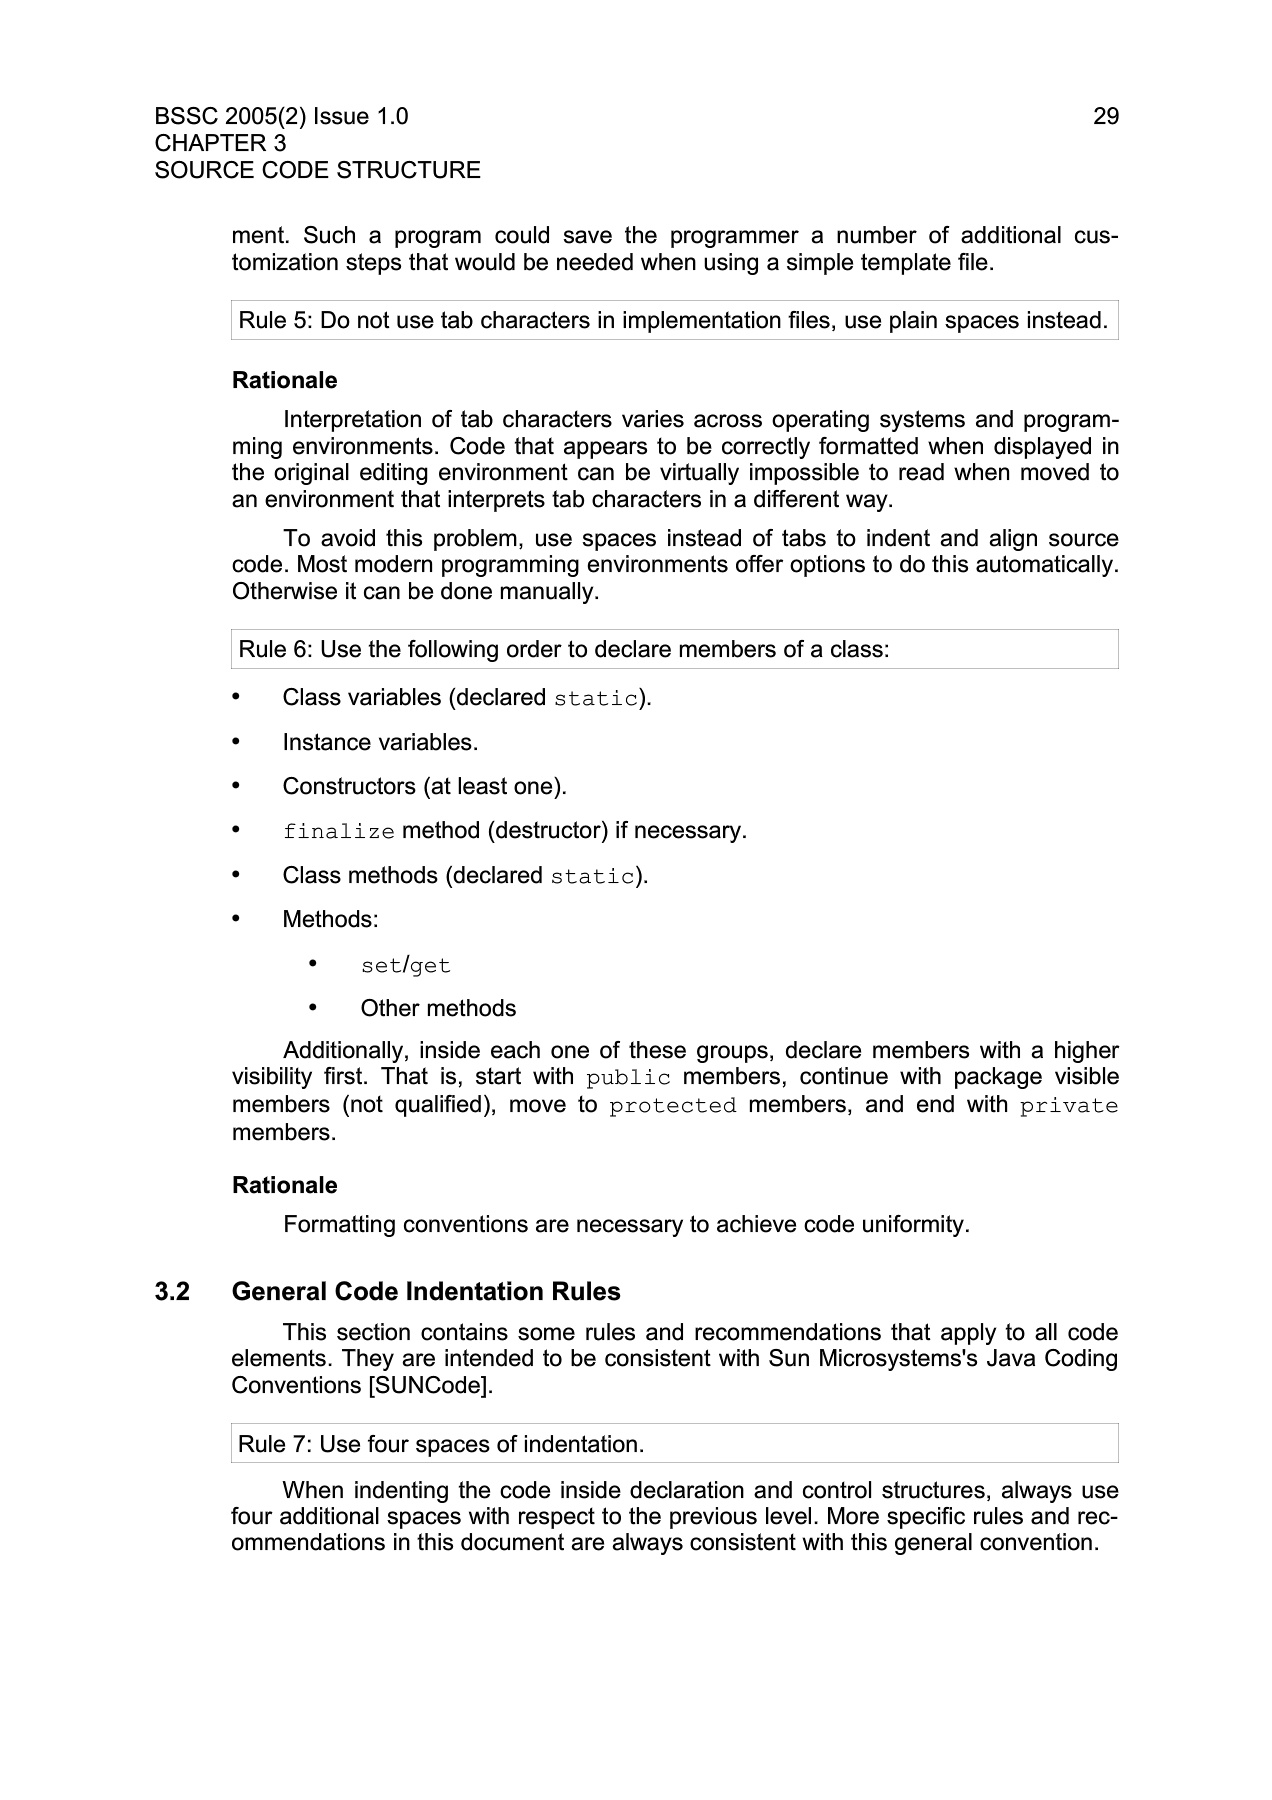 BSSC 2005(2) Issue 1.0 29
CHAPTER 3
SOURCE CODE STRUCTURE
ment. Such a program could save the programmer a number of additional cus-
tomization steps that would be needed when using a simple template file.
Rule 5: Do not use tab characters in implementation files, use plain spaces instead.
Rationale
Interpretation of tab characters varies across operating systems and program-
ming environments. Code that appears to be correctly formatted when displayed in
the original editing environment can be virtually impossible to read when moved to
an environment that interprets tab characters in a different way.
To avoid this problem, use spaces instead of tabs to indent and align source
code. Most modern programming environments offer options to do this automatically.
Otherwise it can be done manually.
Rule 6: Use the following order to declare members of a class:
• Class variables (declared static).
• Instance variables.
• Constructors (at least one).
• finalize method (destructor) if necessary.
• Class methods (declared static).
• Methods:
• set/get
• Other methods
Additionally, inside each one of these groups, declare members with a higher
visibility first. That is, start with public members, continue with package visible
members (not qualified), move to protected members, and end with private
members.
Rationale
Formatting conventions are necessary to achieve code uniformity.
3.2 General Code Indentation Rules
This section contains some rules and recommendations that apply to all code
elements. They are intended to be consistent with Sun Microsystems's Java Coding
Conventions [SUNCode].
Rule 7: Use four spaces of indentation.
When indenting the code inside declaration and control structures, always use
four additional spaces with respect to the previous level. More specific rules and rec-
ommendations in this document are always consistent with this general convention.